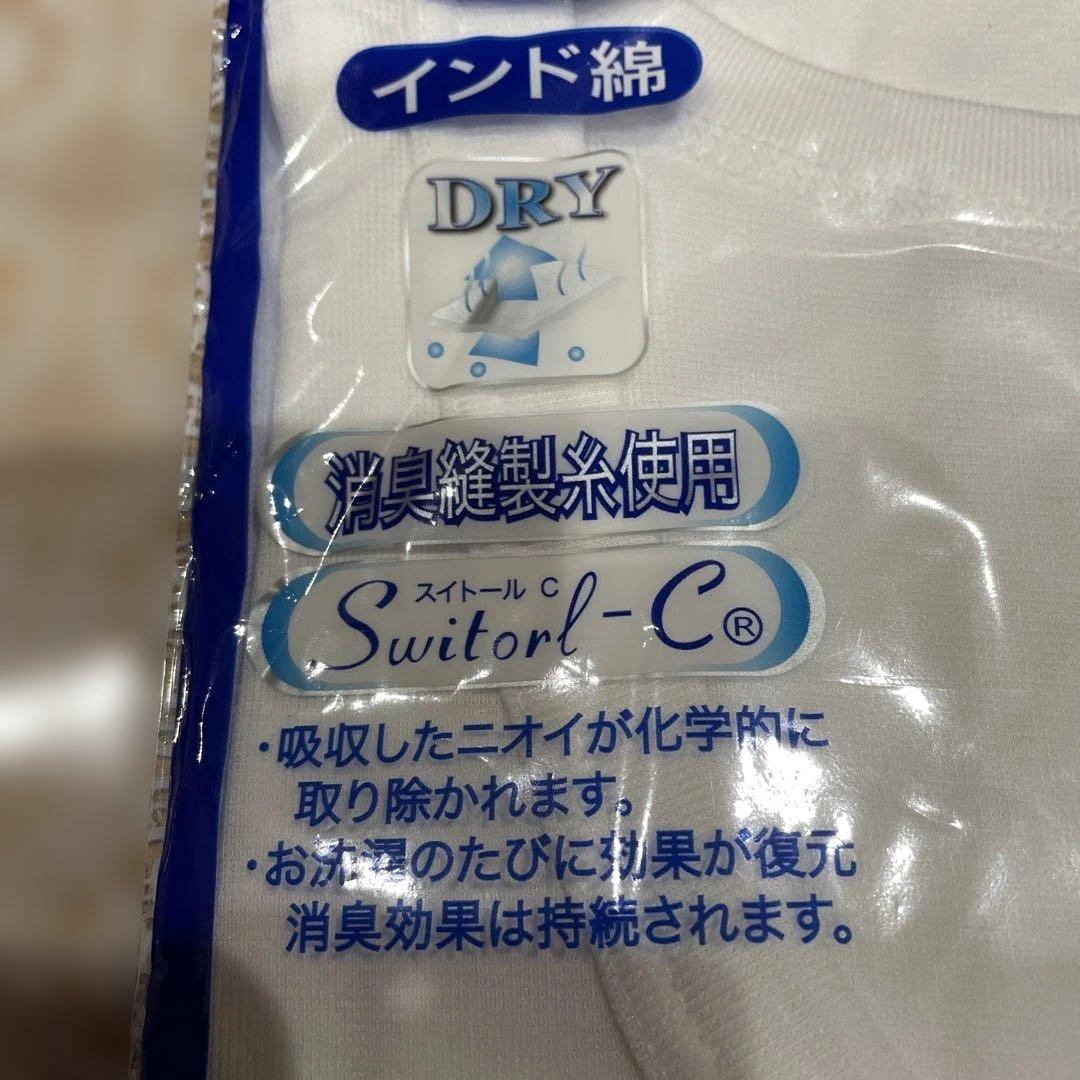 インド綿
DRY
消臭縫製糸使用
スイトール C
Switorl-C®
・吸収したニオイが化学的に
取り除かれます。
・お洗濯のたびに効果が復元
消臭効果は持続されます。